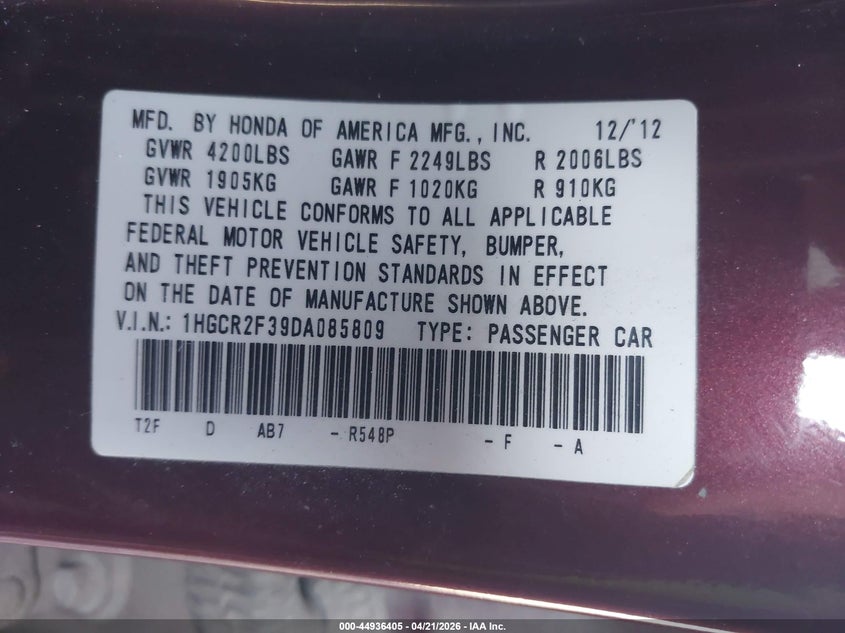 MFD. BY HONDA OF AMERICA MFG., INC. 12/'12
GVWR 4200LBS GAWR F 2249LBS R 2006LBS
GVWR 1905KG GAWR F 1020KG R 910KG
THIS VEHICLE CONFORMS TO ALL APPLICABLE
FEDERAL MOTOR VEHICLE SAFETY, BUMPER,
AND THEFT PREVENTION STANDARDS IN EFFECT
ON THE DATE OF MANUFACTURE SHOWN ABOVE.
V.I.N.: 1HGCR2F39DA085809 TYPE: PASSENGER CAR
T2F D AB7 - R548P - F - A
000-44936405 - 04/21/2026 - IAA Inc.